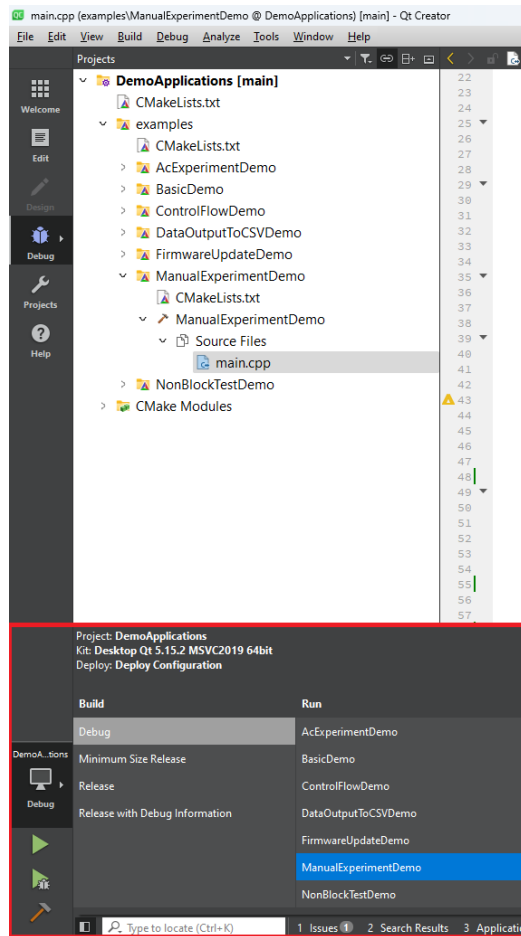 main.cpp (examples\ManualExperimentDemo @ DemoApplications) [main] - Qt Creator
File Edit View Build Debug Analyze Tools Window Help
Projects
Welcome
Edit
Design
Debug
Projects
Help
DemoApplications [main]
CMakeLists.txt
examples
CMakeLists.txt
AcExperimentDemo
BasicDemo
ControlFlowDemo
DataOutputToCSVDemo
FirmwareUpdateDemo
ManualExperimentDemo
CMakeLists.txt
ManualExperimentDemo
Source Files
main.cpp
NonBlockTestDemo
CMake Modules
22
23
24
25
26
27
28
29
30
31
32
33
34
35
36
37
38
39
40
41
42
43
44
45
46
47
48
49
50
51
52
53
54
55
56
57
Project: DemoApplications
Kit: Desktop Qt 5.15.2 MSVC2019 64bit
Deploy: Deploy Configuration
Build
Debug
Minimum Size Release
Release
Release with Debug Information
Run
AcExperimentDemo
BasicDemo
ControlFlowDemo
DataOutputToCSVDemo
FirmwareUpdateDemo
ManualExperimentDemo
NonBlockTestDemo
DemoA...tions
Debug
Type to locate (Ctrl+K)
1 Issues 1 2 Search Results 3 Applicatio